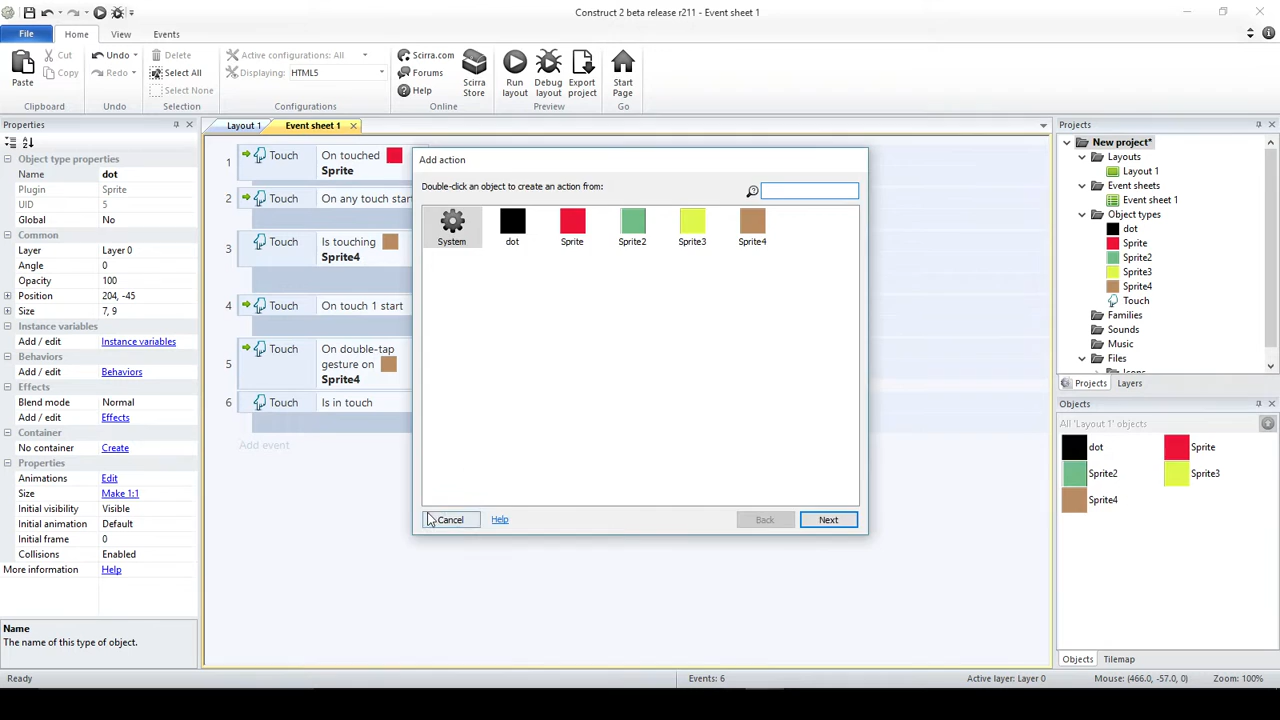 Construct 2 beta release r211 - Event sheet 1
File
Home
View
Events
Paste
Cut
Copy
Clipboard
Undo
Redo
Undo
Delete
Select All
Select None
Selection
Active configurations: All
Displaying: HTML5
Configurations
Scirra.com
Forums
Help
Scirra Store
Online
Run layout
Debug layout
Export project
Preview
Start Page
Go
Properties
Object type properties
Name dot
Plugin Sprite
UID 5
Global No
Common
Layer Layer 0
Angle 0
Opacity 100
Position 204, -45
Size 7, 9
Instance variables
Add / edit Instance variables
Behaviors
Add / edit Behaviors
Effects
Blend mode Normal
Add / edit Effects
Container
No container Create
Properties
Animations Edit
Size Make 1:1
Initial visibility Visible
Initial animation Default
Initial frame 0
Collisions Enabled
More information Help
Name
The name of this type of object.
Layout 1
Event sheet 1
1 Touch On touched
Sprite
2 Touch On any touch start
3 Touch Is touching
Sprite4
4 Touch On touch 1 start
5 Touch On double-tap
gesture on
Sprite4
6 Touch Is in touch
Add event
Add action
Double-click an object to create an action from:
System dot Sprite Sprite2 Sprite3 Sprite4
Cancel Help Back Next
Projects
New project*
Layouts
Layout 1
Event sheets
Event sheet 1
Object types
dot
Sprite
Sprite2
Sprite3
Sprite4
Touch
Families
Sounds
Music
Files
Icons
Projects Layers
Objects
All 'Layout 1' objects
dot Sprite
Sprite2 Sprite3
Sprite4
Objects Tilemap
Ready Events: 6 Active layer: Layer 0 Mouse: (466.0, -57.0, 0) Zoom: 100%